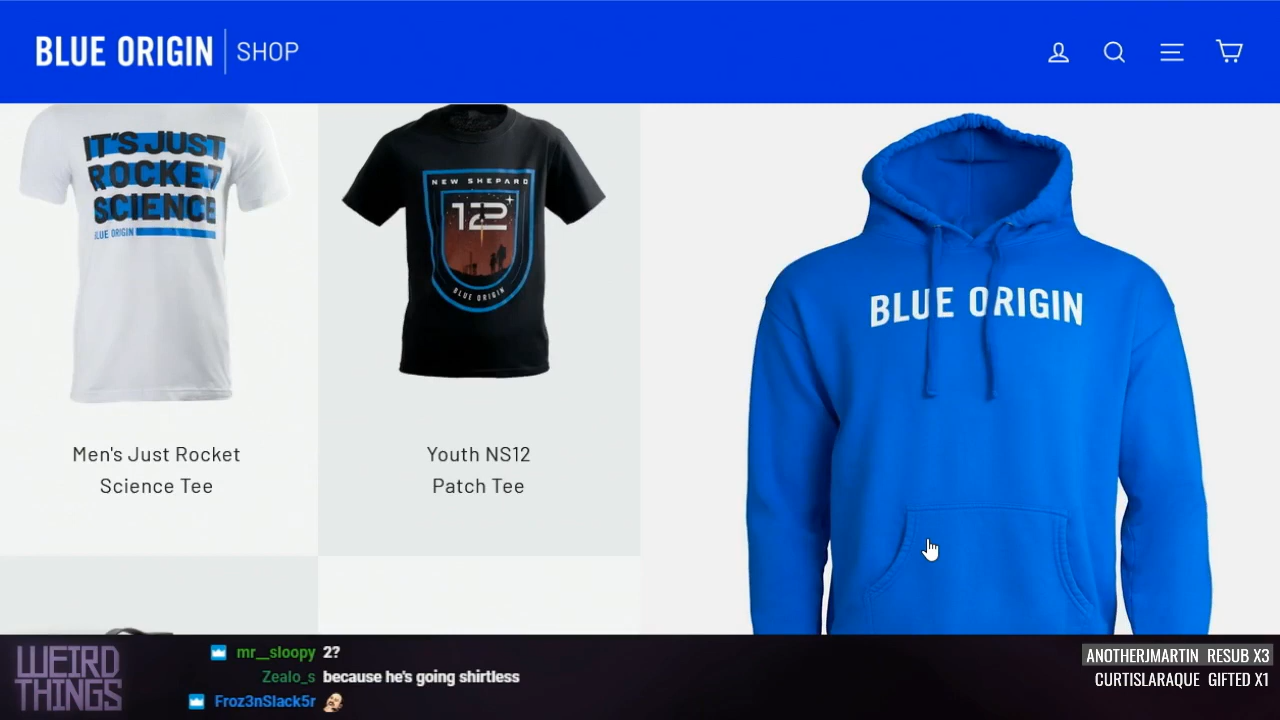 BLUE ORIGIN SHOP
IT'S JUST
ROCKET
SCIENCE
BLUE ORIGIN
NEW SHEPARD
12
BLUE ORIGIN
BLUE ORIGIN
Men's Just Rocket
Science Tee
Youth NS12
Patch Tee
WEIRD
THINGS
mr__sloopy 2?
Zealo_s because he's going shirtless
Froz3nSlack5r
ANOTHERJMARTIN RESUB X3
CURTISLARAQUE GIFTED X1